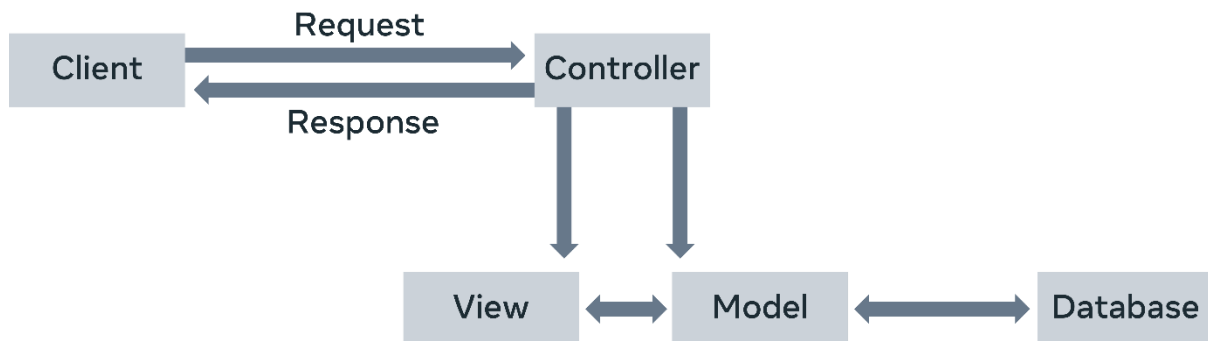 Request
Client
Controller
Response
View
Model
Database